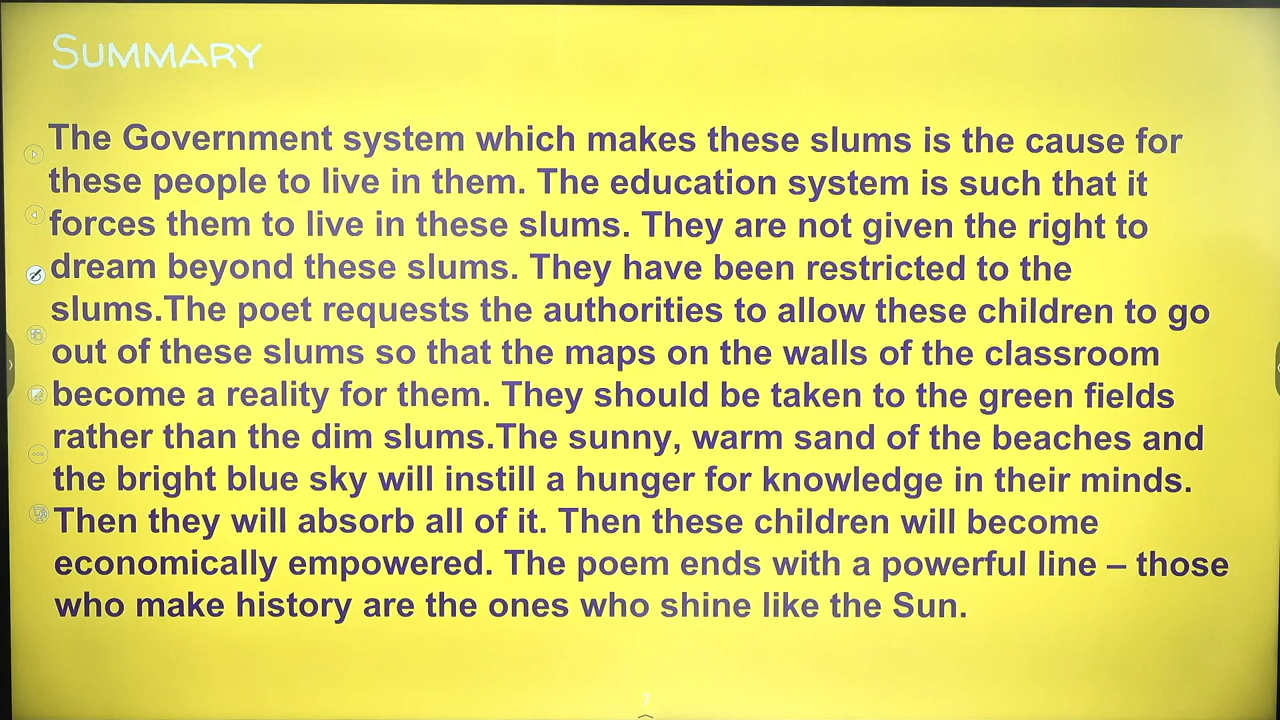 SUMMARY
The Government system which makes these slums is the cause for
these people to live in them. The education system is such that it
forces them to live in these slums. They are not given the right to
dream beyond these slums. They have been restricted to the
slums.The poet requests the authorities to allow these children to go
out of these slums so that the maps on the walls of the classroom
become a reality for them. They should be taken to the green fields
rather than the dim slums.The sunny, warm sand of the beaches and
the bright blue sky will instill a hunger for knowledge in their minds.
Then they will absorb all of it. Then these children will become
economically empowered. The poem ends with a powerful line – those
who make history are the ones who shine like the Sun.
7